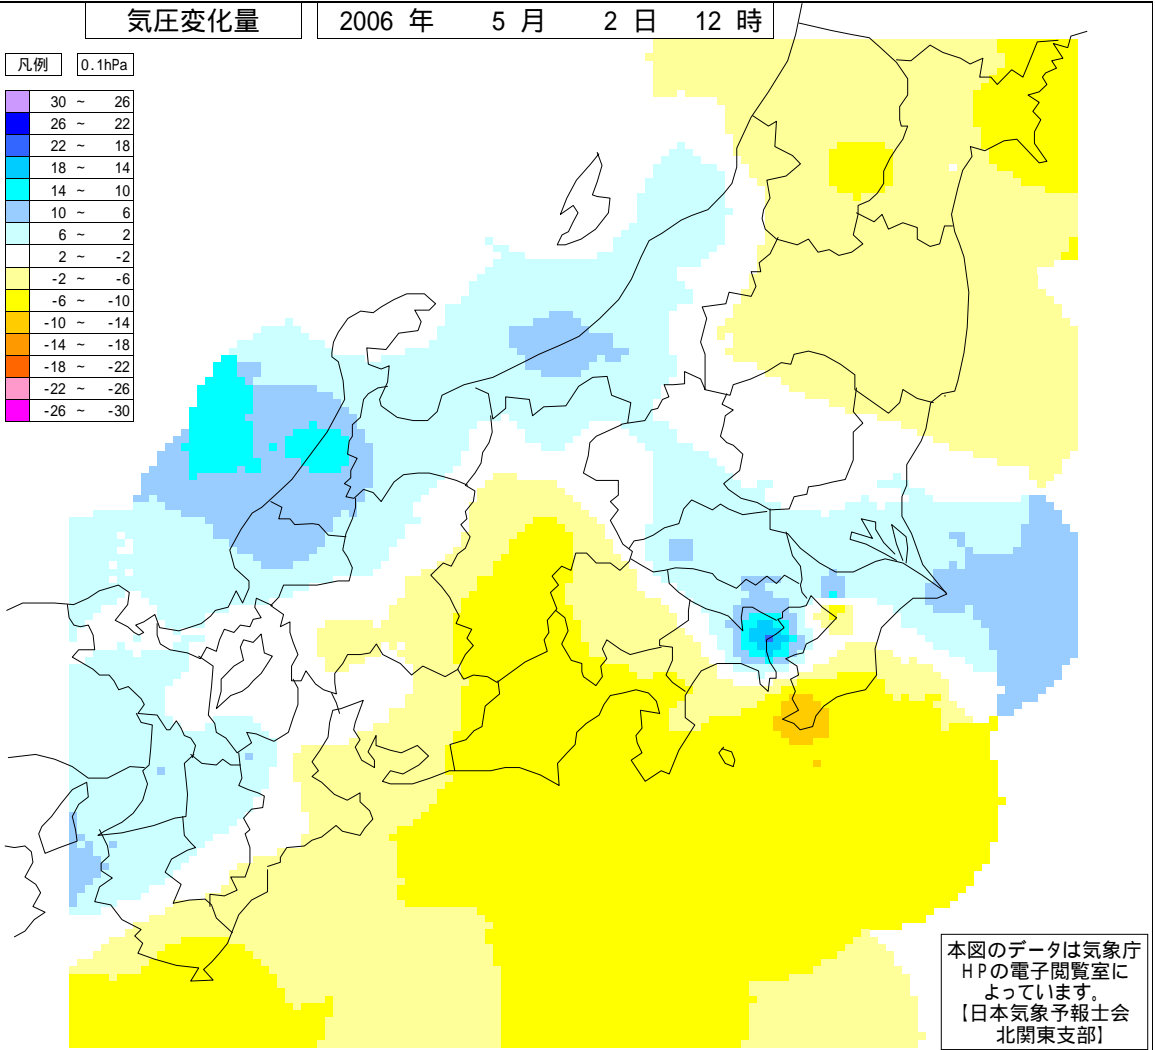 気圧変化量
2006 年 5 月 2 日 12 時
凡例 0.1hPa
30 ~ 26
26 ~ 22
22 ~ 18
18 ~ 14
14 ~ 10
10 ~ 6
6 ~ 2
2 ~ -2
-2 ~ -6
-6 ~ -10
-10 ~ -14
-14 ~ -18
-18 ~ -22
-22 ~ -26
-26 ~ -30
本図のデータは気象庁
HPの電子閲覧室に
よっています。
【日本気象予報士会
北関東支部】